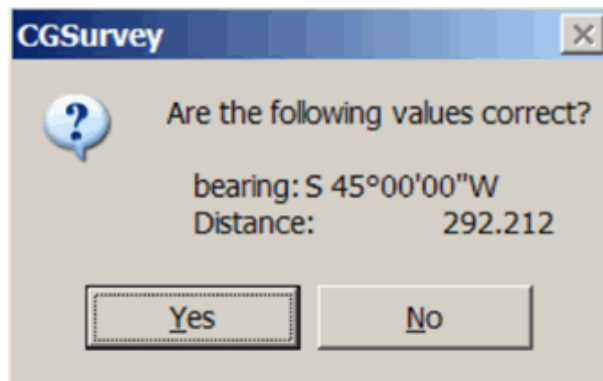 CGSurvey
Are the following values correct?
bearing: S 45°00'00"W
Distance: 292.212
Yes No